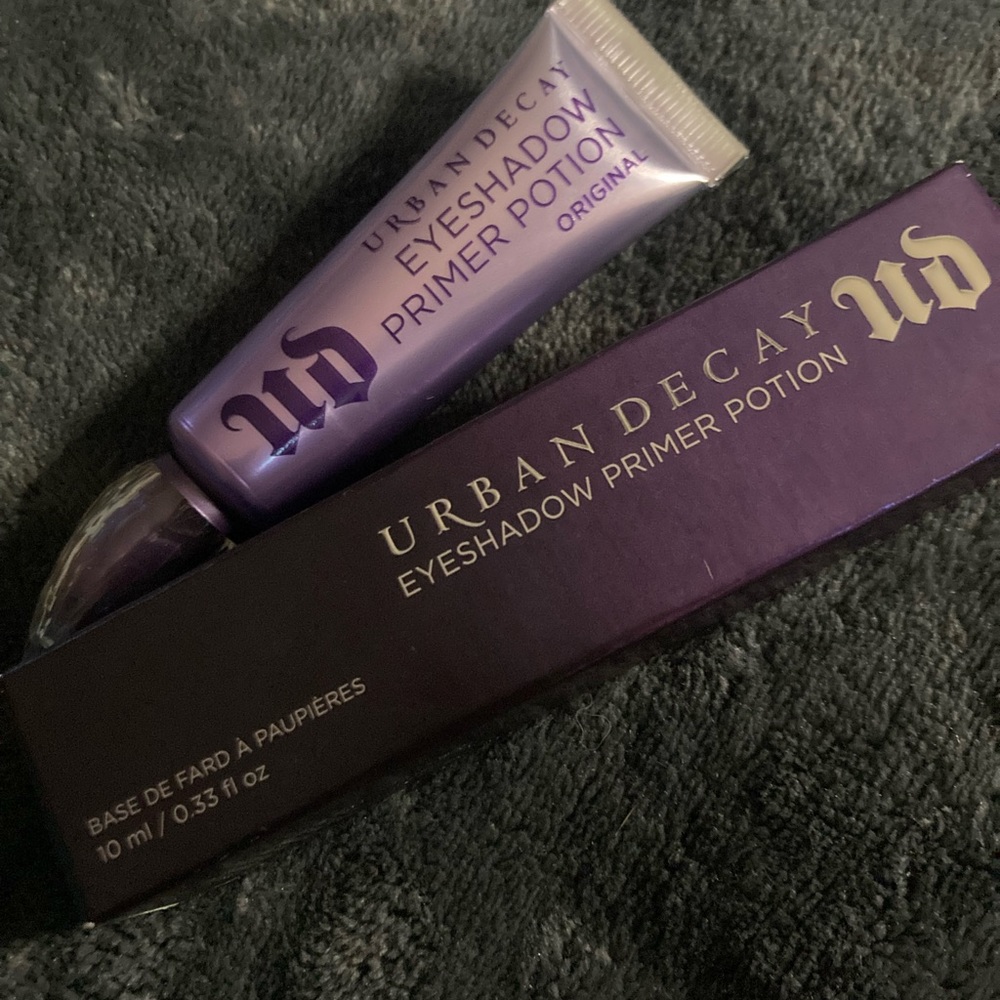 URBAN DECAY
EYESHADOW
PRIMER POTION
ORIGINAL
UD
URBAN DECAY
EYESHADOW PRIMER POTION
UD
BASE DE FARD À PAUPIÈRES
10 ml / 0.33 fl oz